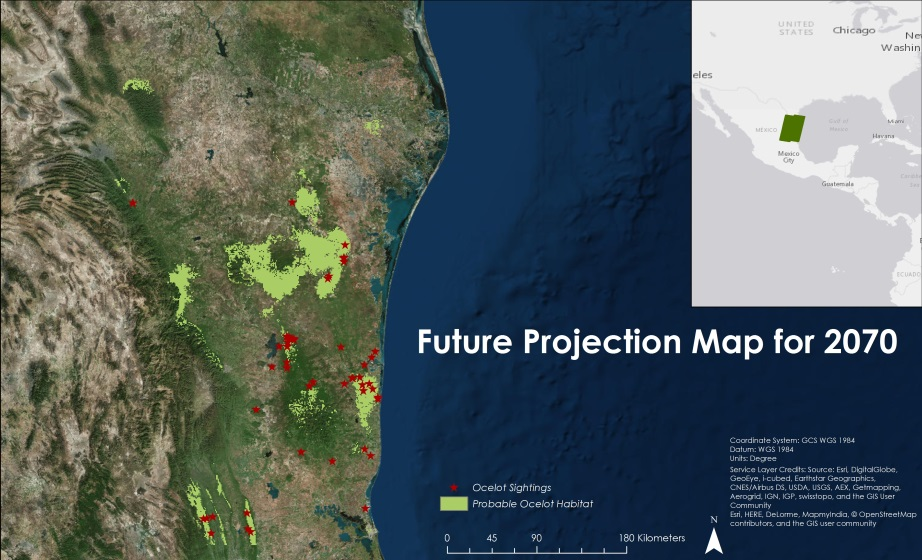 UNITED
STATES
Chicago
New
Washin
eles
MEXICO
Gulf of
Mexico
Miami
Havana
Mexico
City
Guatemala
ECUADO
Future Projection Map for 2070
Coordinate System: GCS WGS 1984
Datum: WGS 1984
Units: Degree
Service Layer Credits: Source: Esri, DigitalGlobe,
GeoEye, i-cubed, Earthstar Geographics,
CNES/Airbus DS, USDA, USGS, AEX, Getmapping,
Aerogrid, IGN, IGP, swisstopo, and the GIS User
Community
Esri, HERE, DeLorme, MapmyIndia, © OpenStreetMap
contributors, and the GIS user community
Ocelot Sightings
Probable Ocelot Habitat
N
0 45 90 180 Kilometers